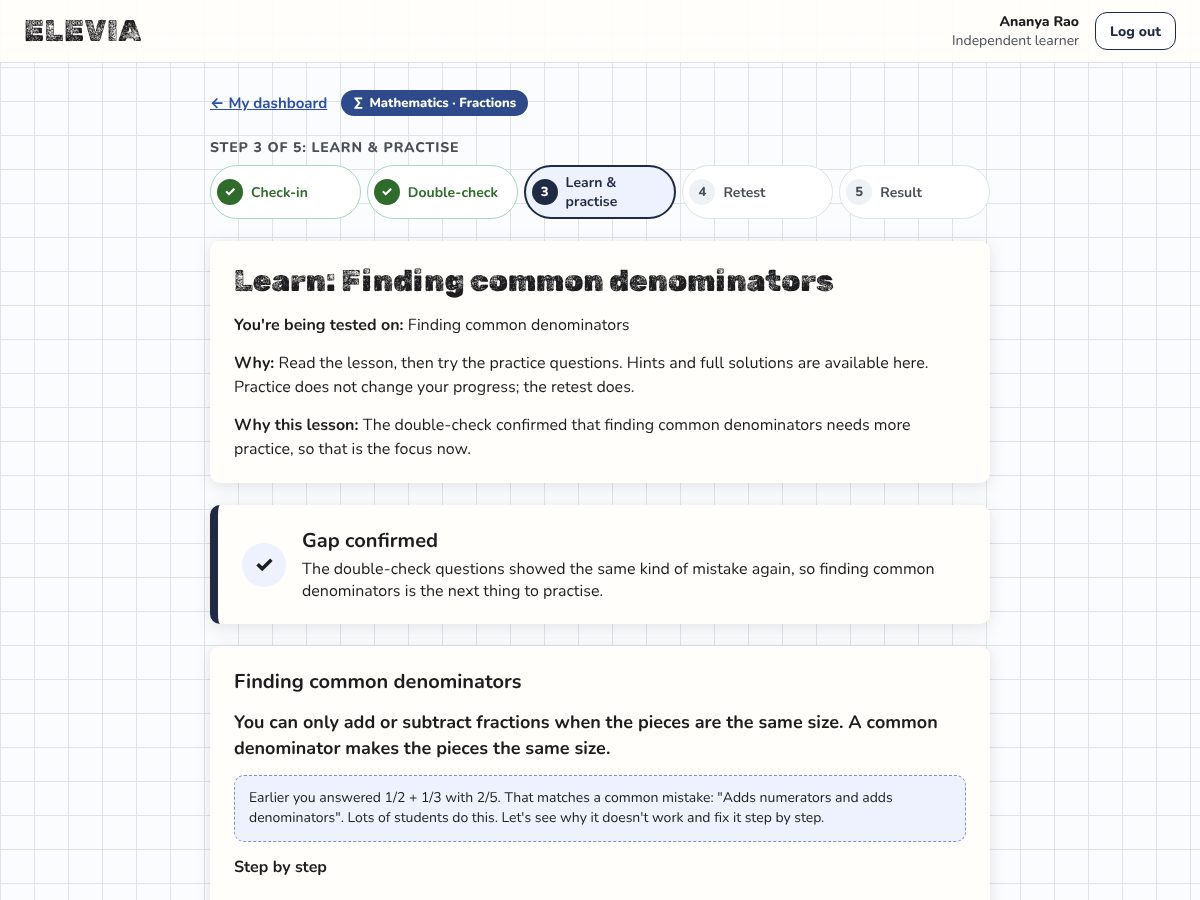 ELEVIA
Ananya Rao
Independent learner
Log out
← My dashboard
∑ Mathematics · Fractions
STEP 3 OF 5: LEARN & PRACTISE
✓ Check-in
✓ Double-check
3 Learn &
practise
4 Retest
5 Result
Learn: Finding common denominators
You're being tested on: Finding common denominators
Why: Read the lesson, then try the practice questions. Hints and full solutions are available here.
Practice does not change your progress; the retest does.
Why this lesson: The double-check confirmed that finding common denominators needs more
practice, so that is the focus now.
Gap confirmed
The double-check questions showed the same kind of mistake again, so finding common
denominators is the next thing to practise.
Finding common denominators
You can only add or subtract fractions when the pieces are the same size. A common
denominator makes the pieces the same size.
Earlier you answered 1/2 + 1/3 with 2/5. That matches a common mistake: "Adds numerators and adds
denominators". Lots of students do this. Let's see why it doesn't work and fix it step by step.
Step by step